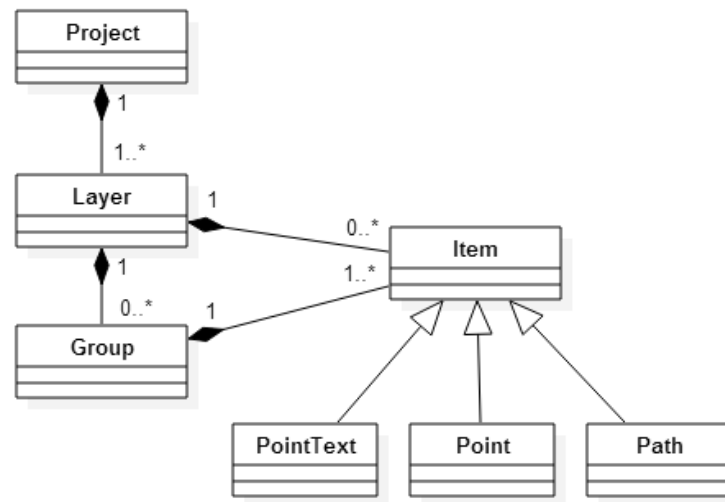 Project
1
1..*
Layer
1
0..*
Item
1
1..*
0..*
1
Group
PointText
Point
Path